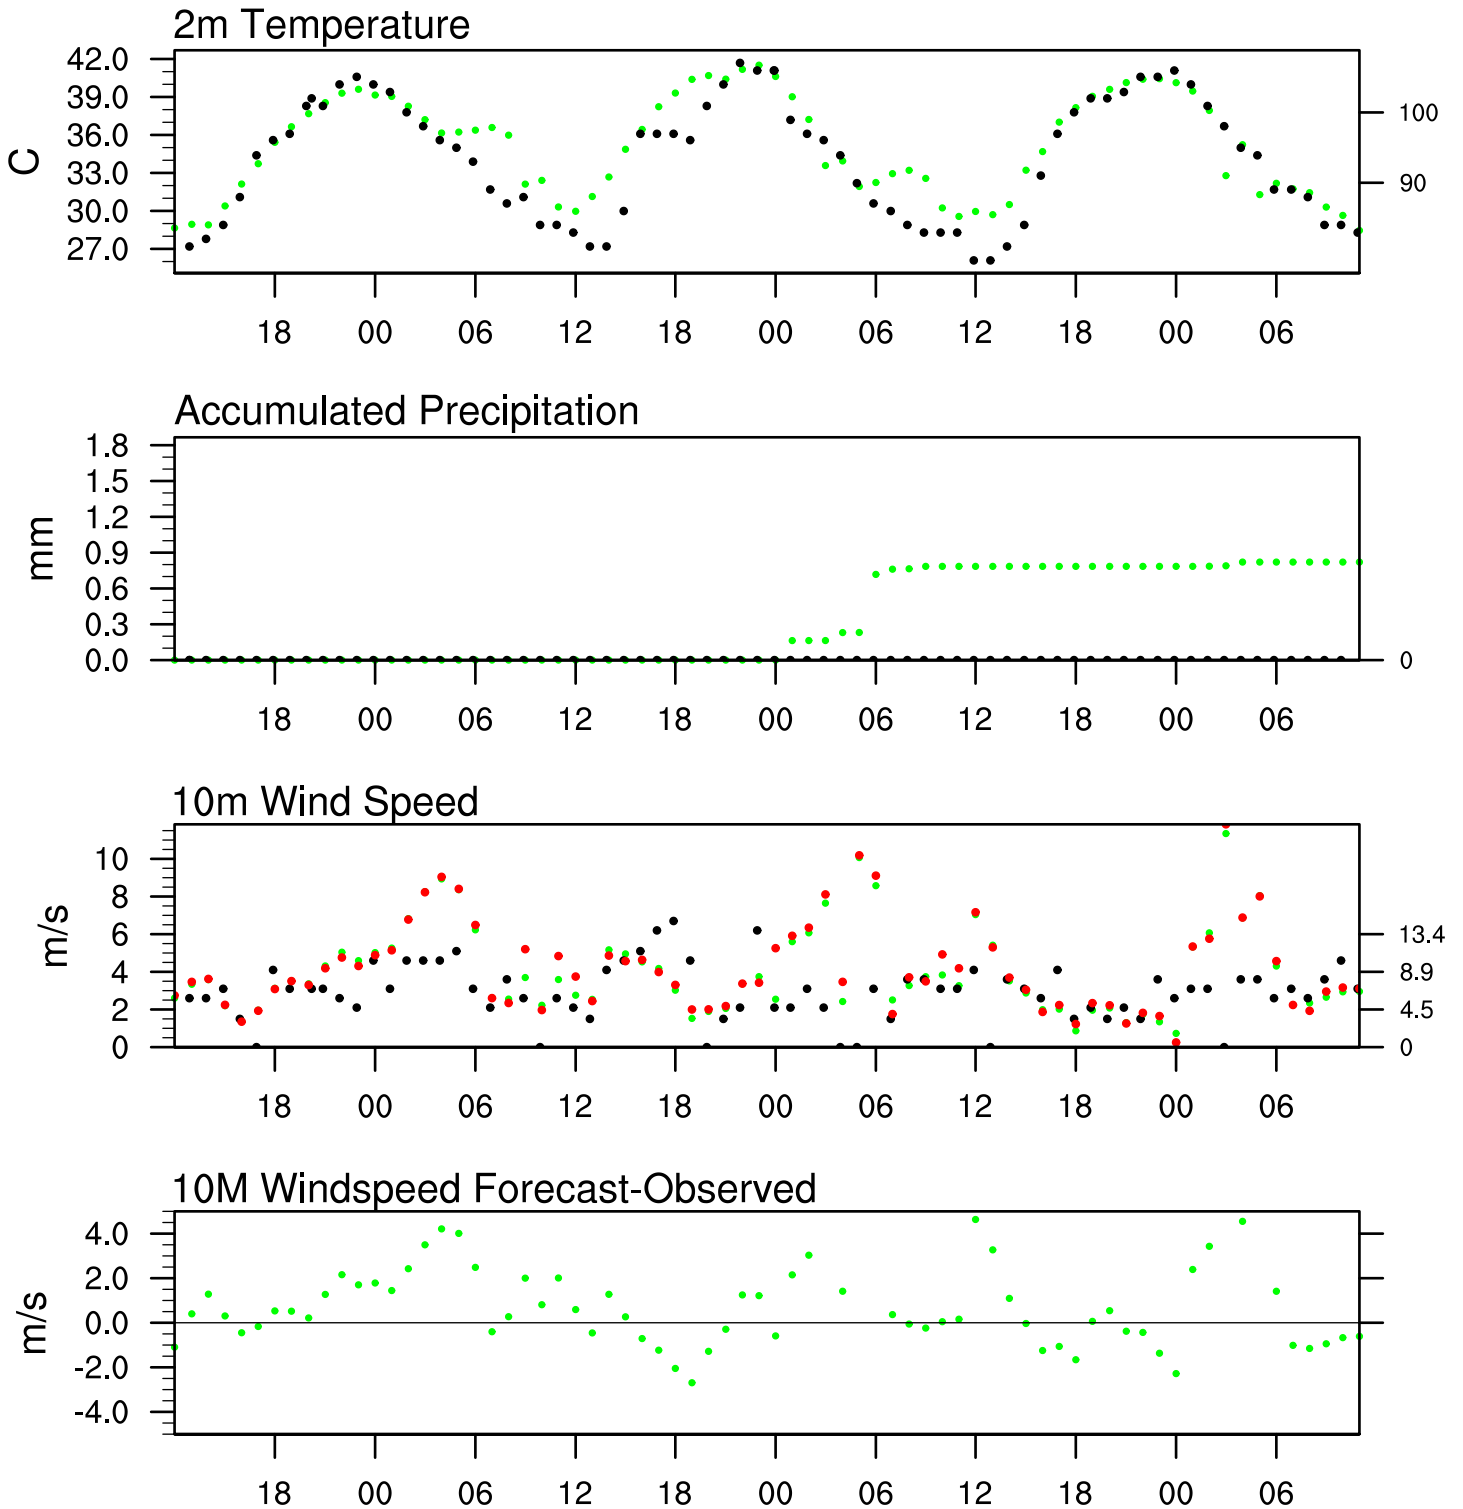 2m Temperature
42.0
39.0
36.0
33.0
30.0
27.0
C
100
90
18 00 06 12 18 00 06 12 18 00 06
Accumulated Precipitation
1.8
1.5
1.2
0.9
0.6
0.3
0.0
mm
0
18 00 06 12 18 00 06 12 18 00 06
10m Wind Speed
10
8
6
4
2
0
m/s
13.4
8.9
4.5
0
18 00 06 12 18 00 06 12 18 00 06
10M Windspeed Forecast-Observed
4.0
2.0
0.0
-2.0
-4.0
m/s
18 00 06 12 18 00 06 12 18 00 06